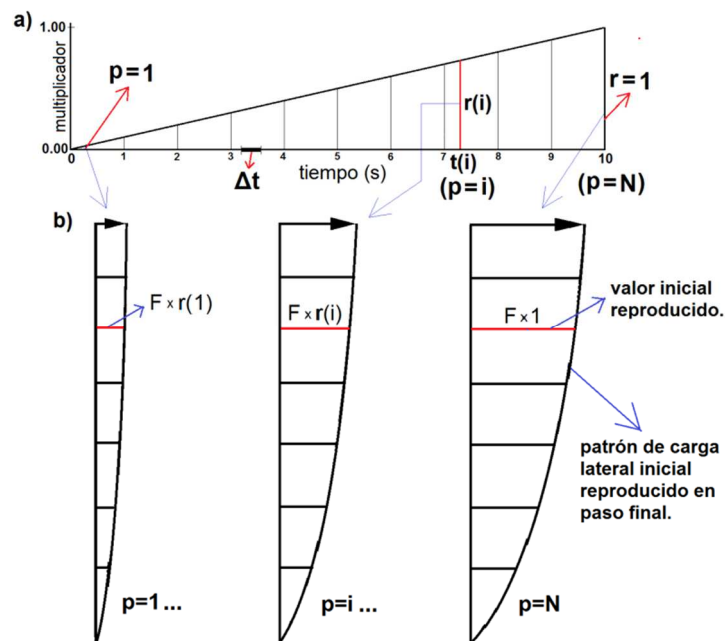 a)
1.00
multiplicador
0.00
p=1
r(i)
r=1
0 1 2 3 4 5 6 7 8 9 10
Δt
tiempo (s)
t(i)
(p=i)
(p=N)
b)
F×r(1)
F×r(i)
F×1
valor inicial
reproducido.
patrón de carga
lateral inicial
reproducido en
paso final.
p=1 ...
p=i ...
p=N